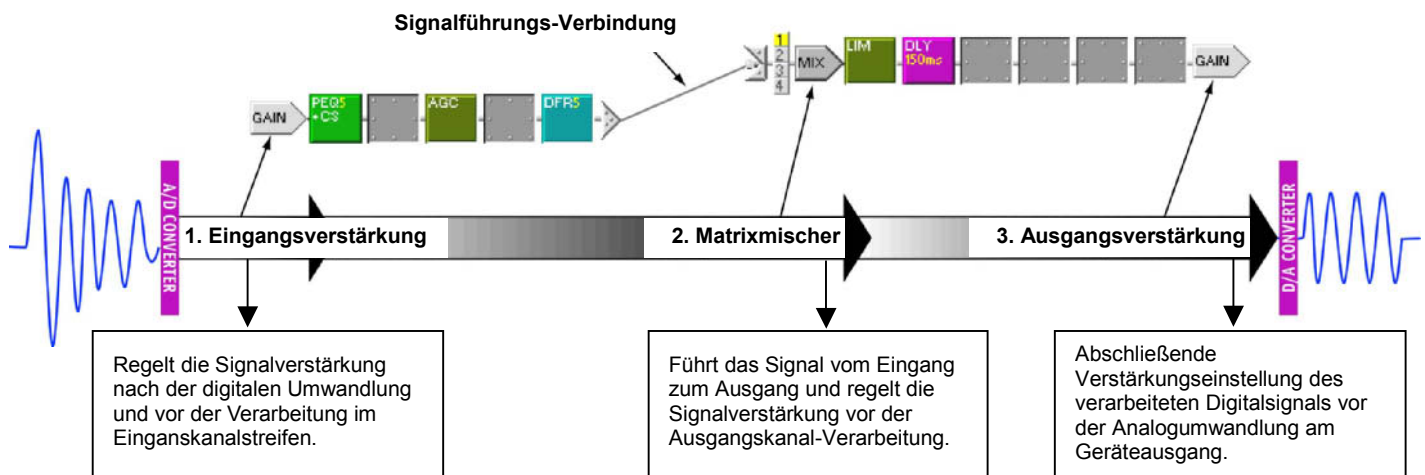 Signalführungs-Verbindung
1
2
3
4
MIX
LIM
DLY
150ms
GAIN
GAIN
PEQ5
+CS
AGC
DFR5
A/D CONVERTER
1. Eingangsverstärkung
2. Matrixmischer
3. Ausgangsverstärkung
D/A CONVERTER
Regelt die Signalverstärkung
nach der digitalen Umwandlung
und vor der Verarbeitung im
Einganskanalstreifen.
Führt das Signal vom Eingang
zum Ausgang und regelt die
Signalverstärkung vor der
Ausgangskanal-Verarbeitung.
Abschließende
Verstärkungseinstellung des
verarbeiteten Digitalsignals vor
der Analogumwandlung am
Geräteausgang.